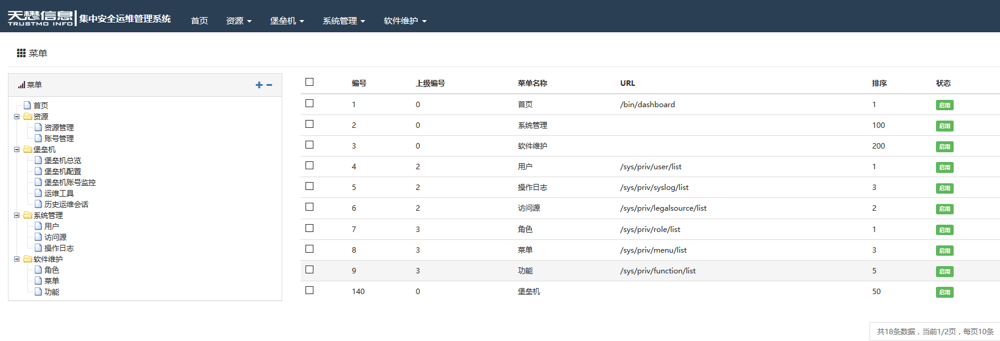 天懋信息 集中安全运维管理系统 首页 资源 堡垒机 系统管理 软件维护
TRUSTMO INFO
菜单
菜单
首页
资源
资源管理
账号管理
堡垒机
堡垒机总览
堡垒机配置
堡垒机账号监控
运维工具
历史运维会话
系统管理
用户
访问源
操作日志
软件维护
角色
菜单
功能
编号 上级编号 菜单名称 URL 排序 状态
1 0 首页 /bin/dashboard 1 启用
2 0 系统管理 100 启用
3 0 软件维护 200 启用
4 2 用户 /sys/priv/user/list 1 启用
5 2 操作日志 /sys/priv/syslog/list 3 启用
6 2 访问源 /sys/priv/legalsource/list 2 启用
7 3 角色 /sys/priv/role/list 1 启用
8 3 菜单 /sys/priv/menu/list 3 启用
9 3 功能 /sys/priv/function/list 5 启用
140 0 堡垒机 50 启用
共18条数据，当前1/2页，每页10条